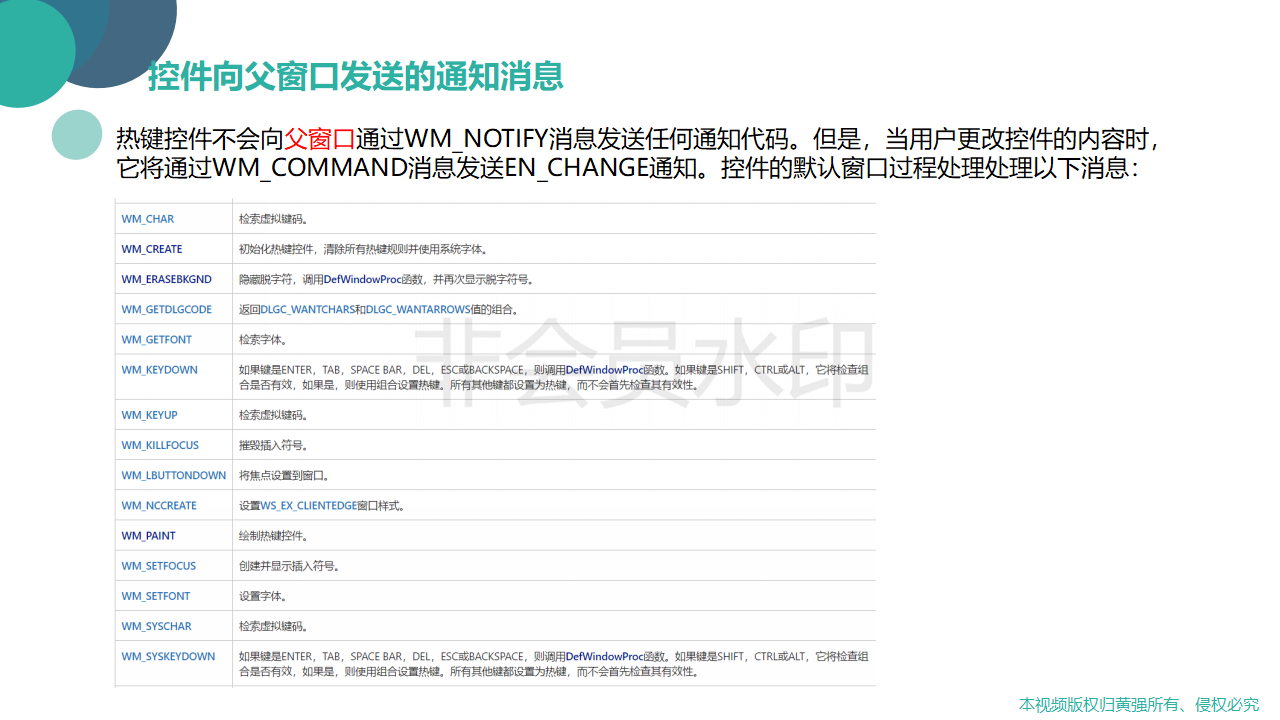 控件向父窗口发送的通知消息
热键控件不会向父窗口通过WM_NOTIFY消息发送任何通知代码。但是，当用户更改控件的内容时，
它将通过WM_COMMAND消息发送EN_CHANGE通知。控件的默认窗口过程处理处理以下消息：
WM_CHAR 检索虚拟键码。
WM_CREATE 初始化热键控件，清除所有热键规则并使用系统字体。
WM_ERASEBKGND 隐藏脱字符，调用DefWindowProc函数，并再次显示脱字符号。
WM_GETDLGCODE 返回DLGC_WANTCHARS和DLGC_WANTARROWS值的组合。
WM_GETFONT 检索字体。
WM_KEYDOWN 如果键是ENTER，TAB，SPACE BAR，DEL，ESC或BACKSPACE，则调用DefWindowProc函数。如果键是SHIFT，CTRL或ALT，它将检查组
合是否有效，如果是，则使用组合设置热键。所有其他键都设置为热键，而不会首先检查其有效性。
WM_KEYUP 检索虚拟键码。
WM_KILLFOCUS 摧毁插入符号。
WM_LBUTTONDOWN 将焦点设置到窗口。
WM_NCCREATE 设置WS_EX_CLIENTEDGE窗口样式。
WM_PAINT 绘制热键控件。
WM_SETFOCUS 创建并显示插入符号。
WM_SETFONT 设置字体。
WM_SYSCHAR 检索虚拟键码。
WM_SYSKEYDOWN 如果键是ENTER，TAB，SPACE BAR，DEL，ESC或BACKSPACE，则调用DefWindowProc函数。如果键是SHIFT，CTRL或ALT，它将检查组
合是否有效，如果是，则使用组合设置热键。所有其他键都设置为热键，而不会首先检查其有效性。
非会员水印
本视频版权归黄强所有、侵权必究